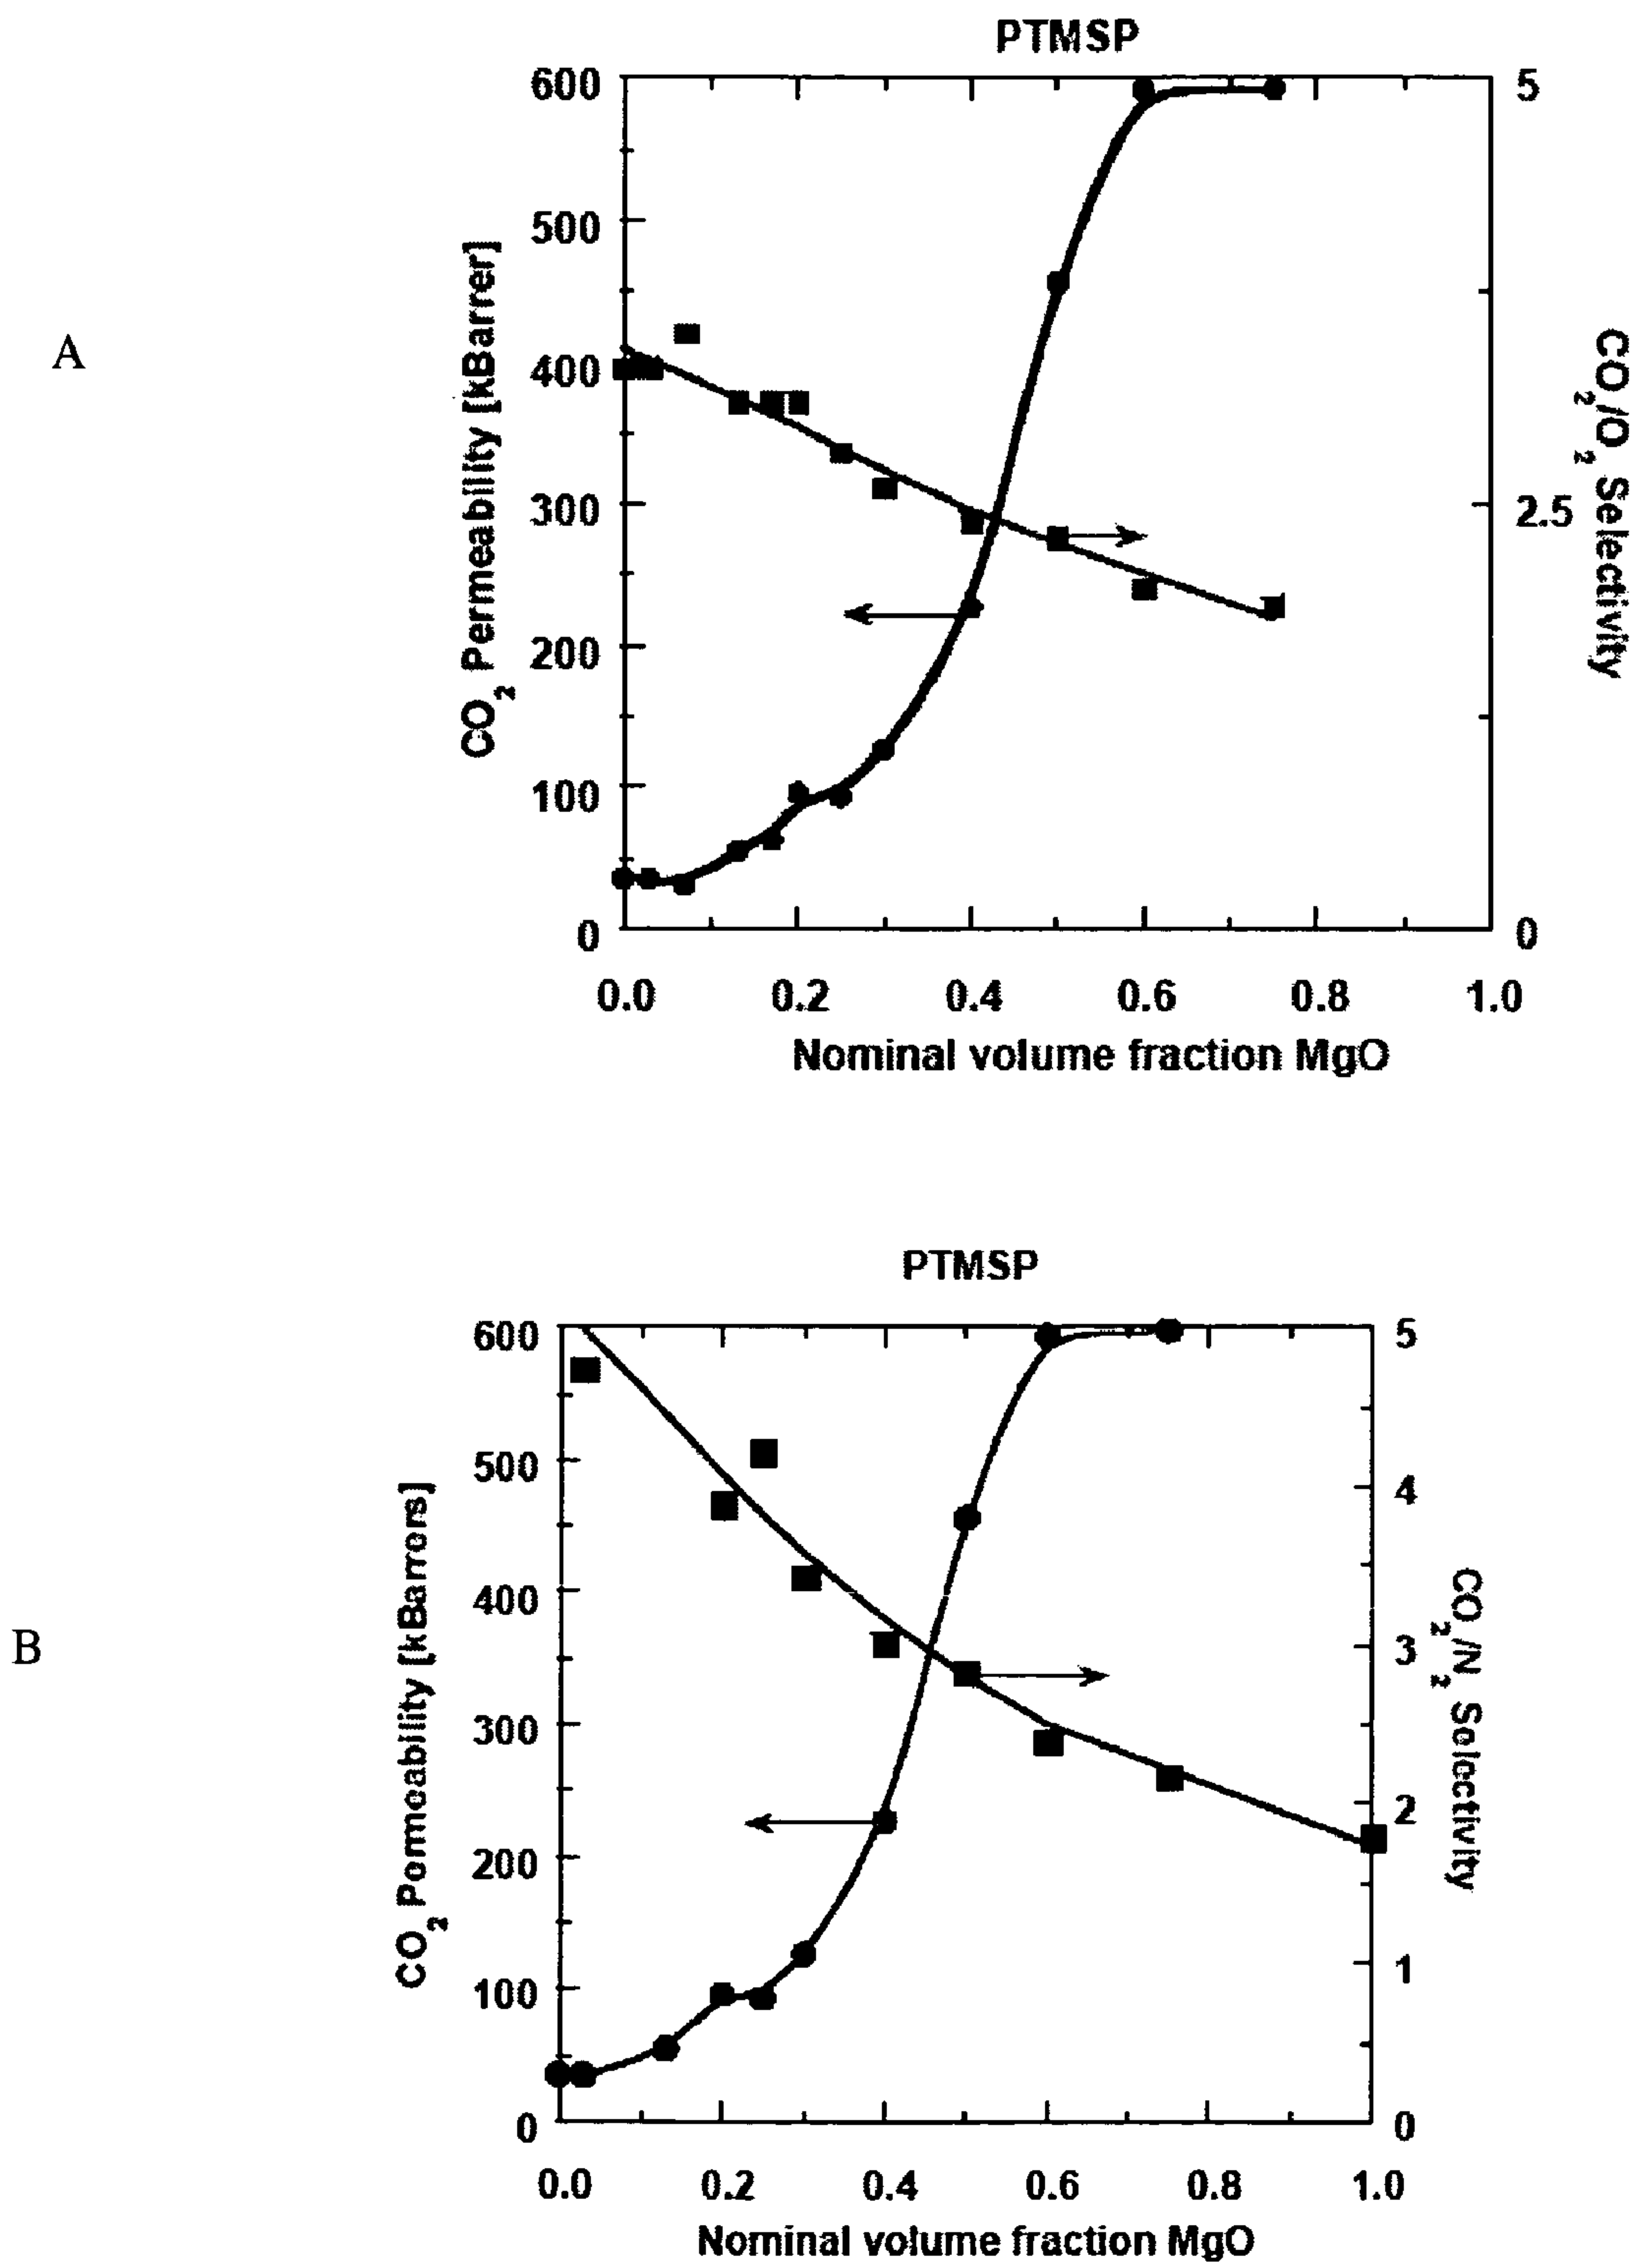 PTMSP
600
500
400
300
200
100
0
5
2.5
0
CO2 Permeability [kBarrer]
CO2/O2 Selectivity
A
0.0 0.2 0.4 0.6 0.8 1.0
Nominal volume fraction MgO
PTMSP
600
500
400
300
200
100
0
5
4
3
2
1
0
CO2 Permeability [kBarrors]
CO2/N2 Selectivity
B
0.0 0.2 0.4 0.6 0.8 1.0
Nominal volume fraction MgO